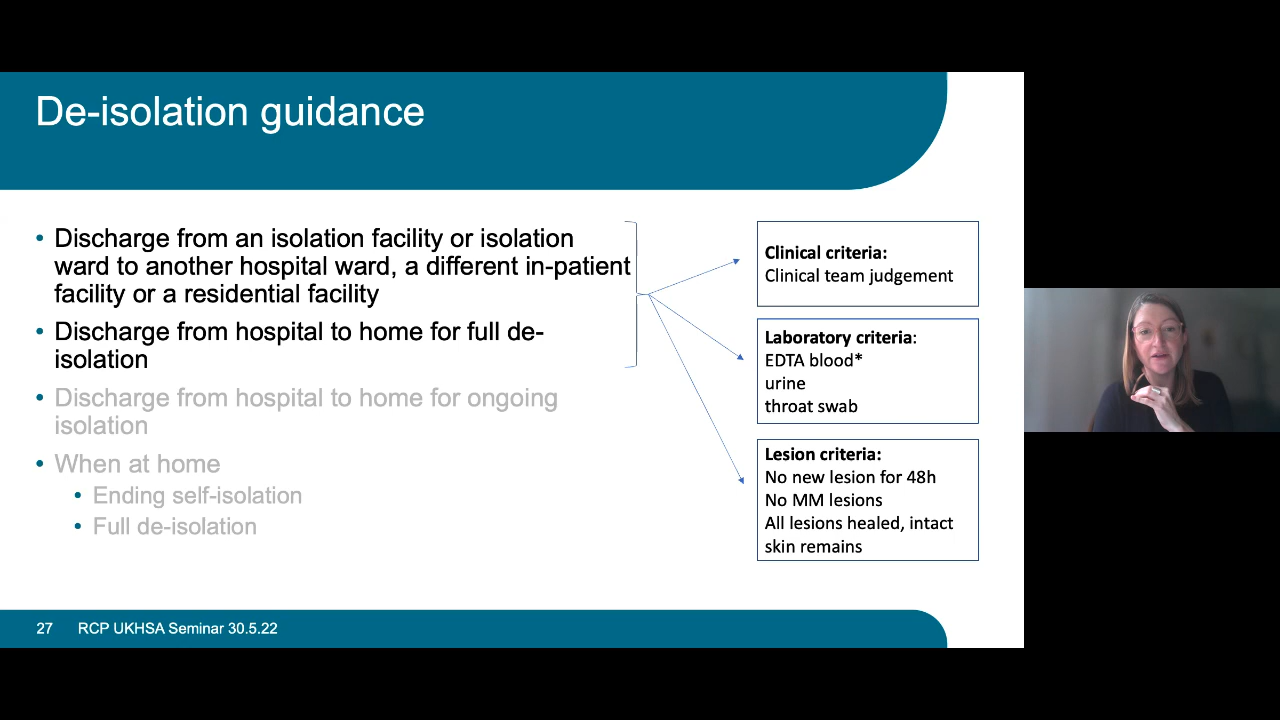 De-isolation guidance
• Discharge from an isolation facility or isolation
ward to another hospital ward, a different in-patient
facility or a residential facility
• Discharge from hospital to home for full de-
isolation
• Discharge from hospital to home for ongoing
isolation
• When at home
• Ending self-isolation
• Full de-isolation
Clinical criteria:
Clinical team judgement
Laboratory criteria:
EDTA blood*
urine
throat swab
Lesion criteria:
No new lesion for 48h
No MM lesions
All lesions healed, intact
skin remains
27 RCP UKHSA Seminar 30.5.22